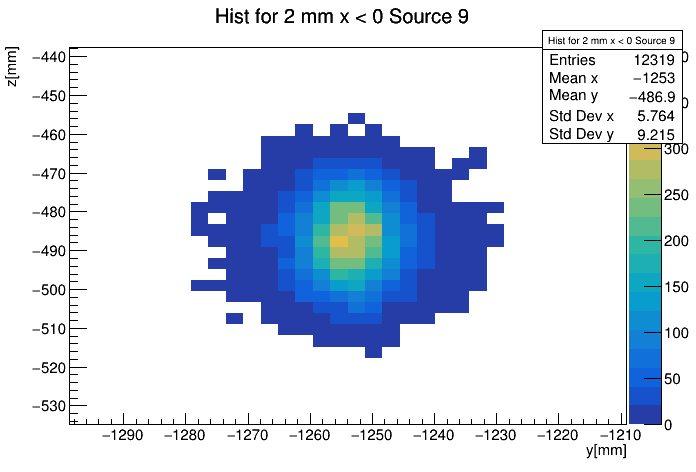 Hist for 2 mm x < 0 Source 9
z[mm]
−440
−450
−460
−470
−480
−490
−500
−510
−520
−530
Hist for 2 mm x < 0 Source 9
Entries 12319
Mean x −1253
Mean y −486.9
Std Dev x 5.764
Std Dev y 9.215
300
250
200
150
100
50
0
−1290 −1280 −1270 −1260 −1250 −1240 −1230 −1220 −1210
y[mm]